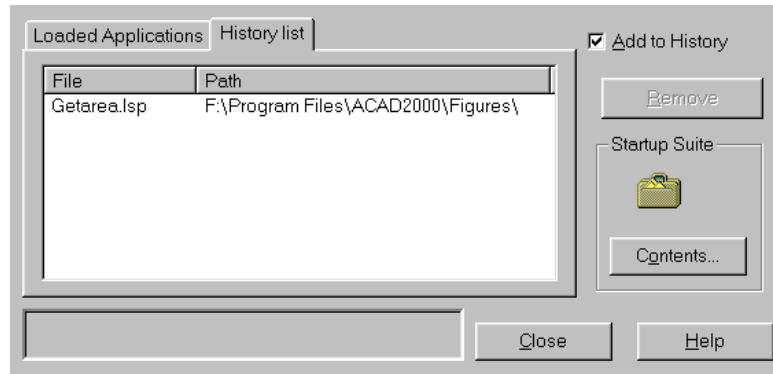 Loaded Applications History list
Add to History
File Path
Getarea.lsp F:\Program Files\ACAD2000\Figures\
Remove
Startup Suite
Contents...
Close Help